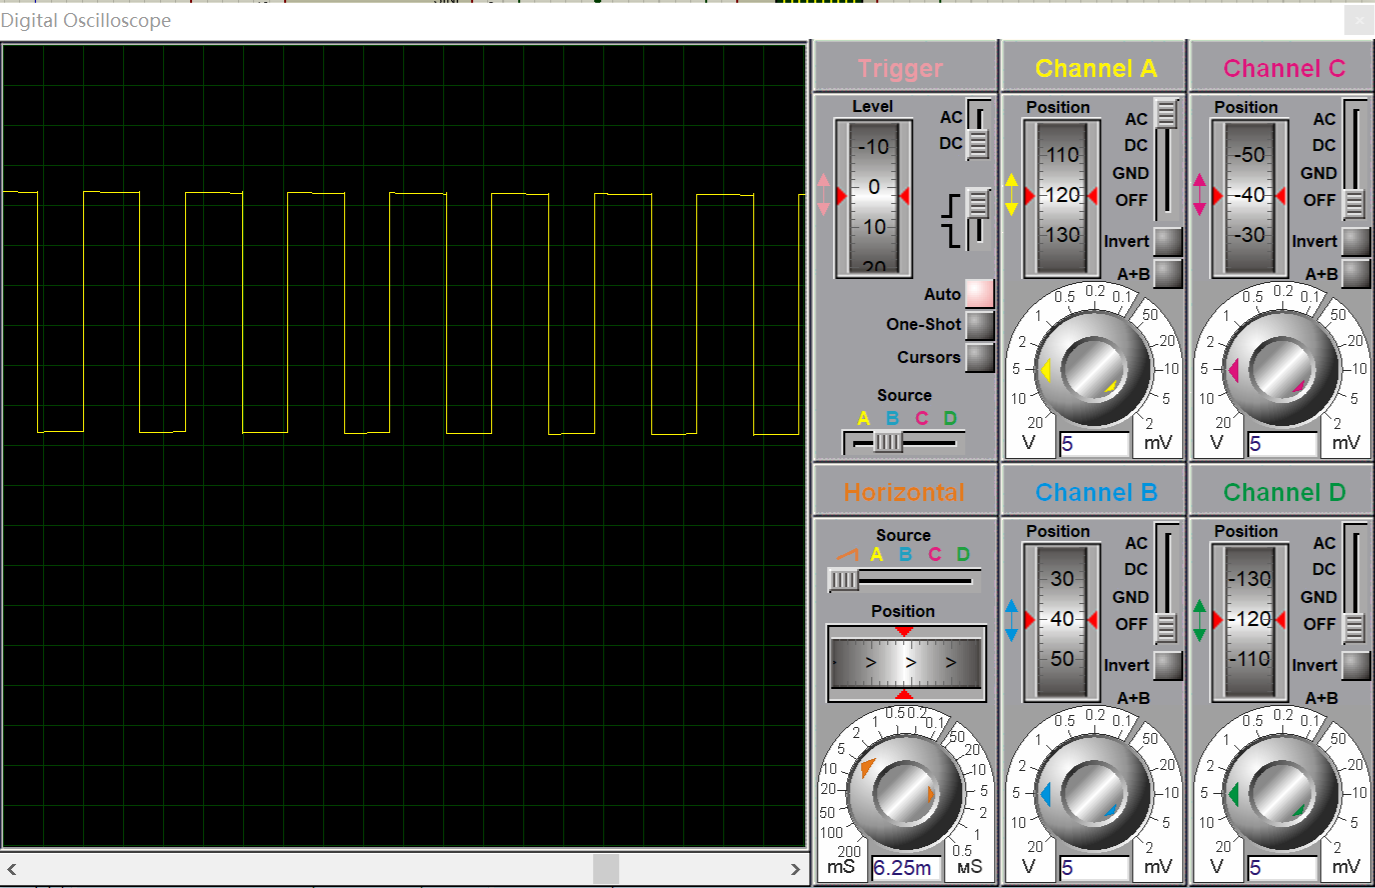 Digital Oscilloscope
Trigger
Level
AC
DC
-10
0
10
20
Auto
One-Shot
Cursors
Source
A B C D
Channel A
Position
110
120
130
AC
DC
GND
OFF
Invert
A+B
20 10 5 2 1 0.5 0.2 0.1 50 20 10 5 2
V
5
mV
Channel C
Position
-50
-40
-30
AC
DC
GND
OFF
Invert
A+B
20 10 5 2 1 0.5 0.2 0.1 50 20 10 5 2
V
5
mV
Horizontal
Source
A B C D
Position
> > >
200 100 50 20 10 5 2 1 0.5 0.2 0.1 50 20 10 5 2 1 0.5
mS
6.25m
мS
Channel B
Position
30
40
50
AC
DC
GND
OFF
Invert
A+B
20 10 5 2 1 0.5 0.2 0.1 50 20 10 5 2
V
5
mV
Channel D
Position
-130
-120
-110
AC
DC
GND
OFF
Invert
A+B
20 10 5 2 1 0.5 0.2 0.1 50 20 10 5 2
V
5
mV